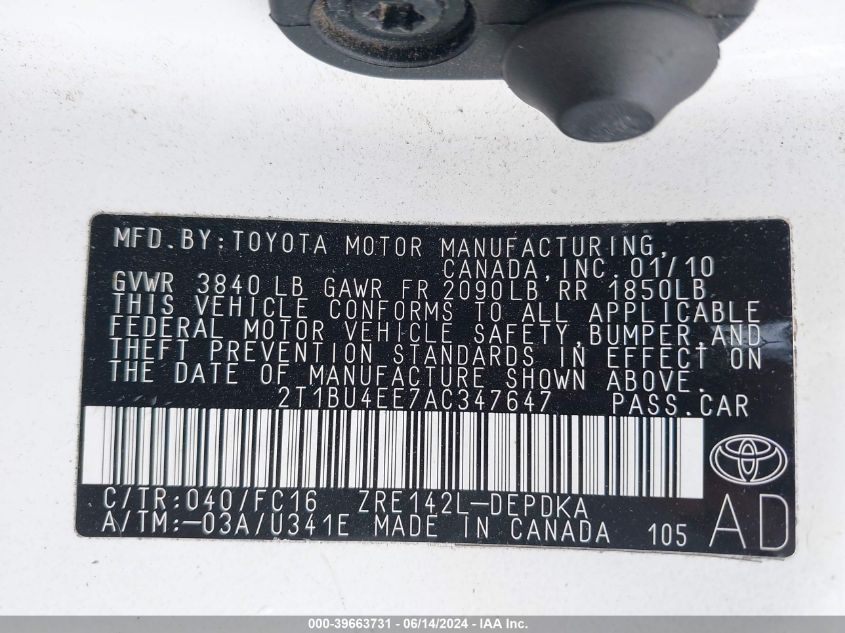 MFD.BY:TOYOTA MOTOR MANUFACTURING,
CANADA,INC. 01/10
GVWR 3840 LB GAWR FR 2090LB, RR 1850LB
THIS VEHICLE CONFORMS TO ALL APPLICABLE
FEDERAL MOTOR VEHICLE SAFETY,BUMPER,AND
THEFT PREVENTION STANDARDS IN EFFECT ON
THE DATE OF MANUFACTURE SHOWN ABOVE.
2T1BU4EE7AC347647 PASS.CAR
C/TR:040/FC16 ZRE142L-DEPDKA
A/TM:-03A/U341E MADE IN CANADA 105 AD
000-39663731 - 06/14/2024 - IAA Inc.